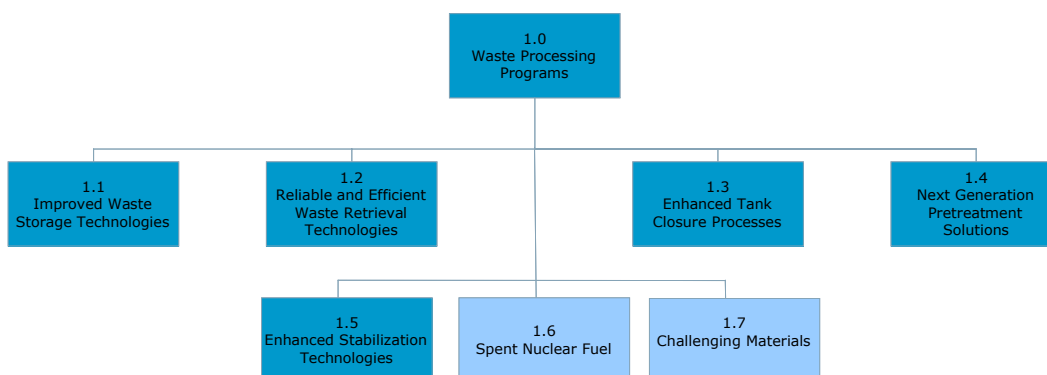 1.0
Waste Processing
Programs
1.1
Improved Waste
Storage Technologies
1.2
Reliable and Efficient
Waste Retrieval
Technologies
1.3
Enhanced Tank
Closure Processes
1.4
Next Generation
Pretreatment
Solutions
1.5
Enhanced Stabilization
Technologies
1.6
Spent Nuclear Fuel
1.7
Challenging Materials